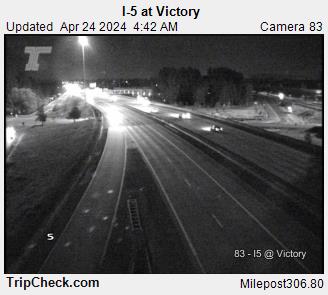 I-5 at Victory
Updated Apr 24 2024 4:42 AM Camera 83
T
S
83 - I5 @ Victory
TripCheck.com Milepost306.80